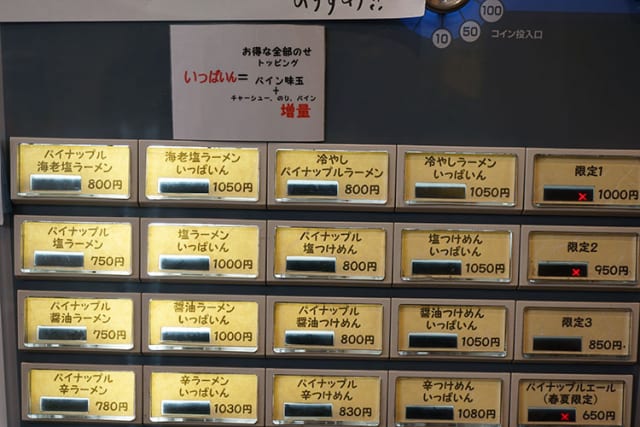 100
50
10
コイン投入口
お得な全部のせ
トッピング
いっぱいん=
パイン味玉
+
チャーシュー、のり、パイン
増量
パイナップル
海老塩ラーメン
800円
海老塩ラーメン
いっぱいん
1050円
冷やし
パイナップルラーメン
800円
冷やしラーメン
いっぱいん
1050円
限定1
×
1000円
パイナップル
塩ラーメン
750円
塩ラーメン
いっぱいん
1000円
パイナップル
塩つけめん
800円
塩つけめん
いっぱいん
1050円
限定2
×
950円
パイナップル
醤油ラーメン
750円
醤油ラーメン
いっぱいん
1000円
パイナップル
醤油つけめん
800円
醤油つけめん
いっぱいん
1050円
限定3
850円
パイナップル
辛ラーメン
780円
辛ラーメン
いっぱいん
1030円
パイナップル
辛つけめん
830円
辛つけめん
いっぱいん
1080円
パイナップルエール
(春夏限定)
×
650円